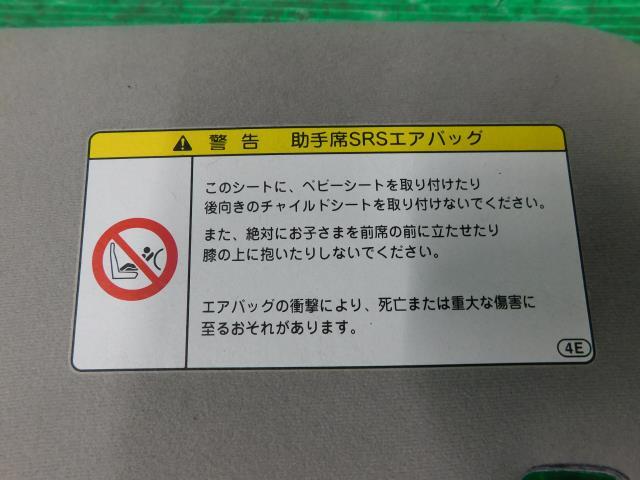 警告 助手席SRSエアバッグ
このシートに、ベビーシートを取り付けたり
後向きのチャイルドシートを取り付けないでください。
また、絶対にお子さまを前席の前に立たせたり
膝の上に抱いたりしないでください。
エアバッグの衝撃により、死亡または重大な傷害に
至るおそれがあります。
4E